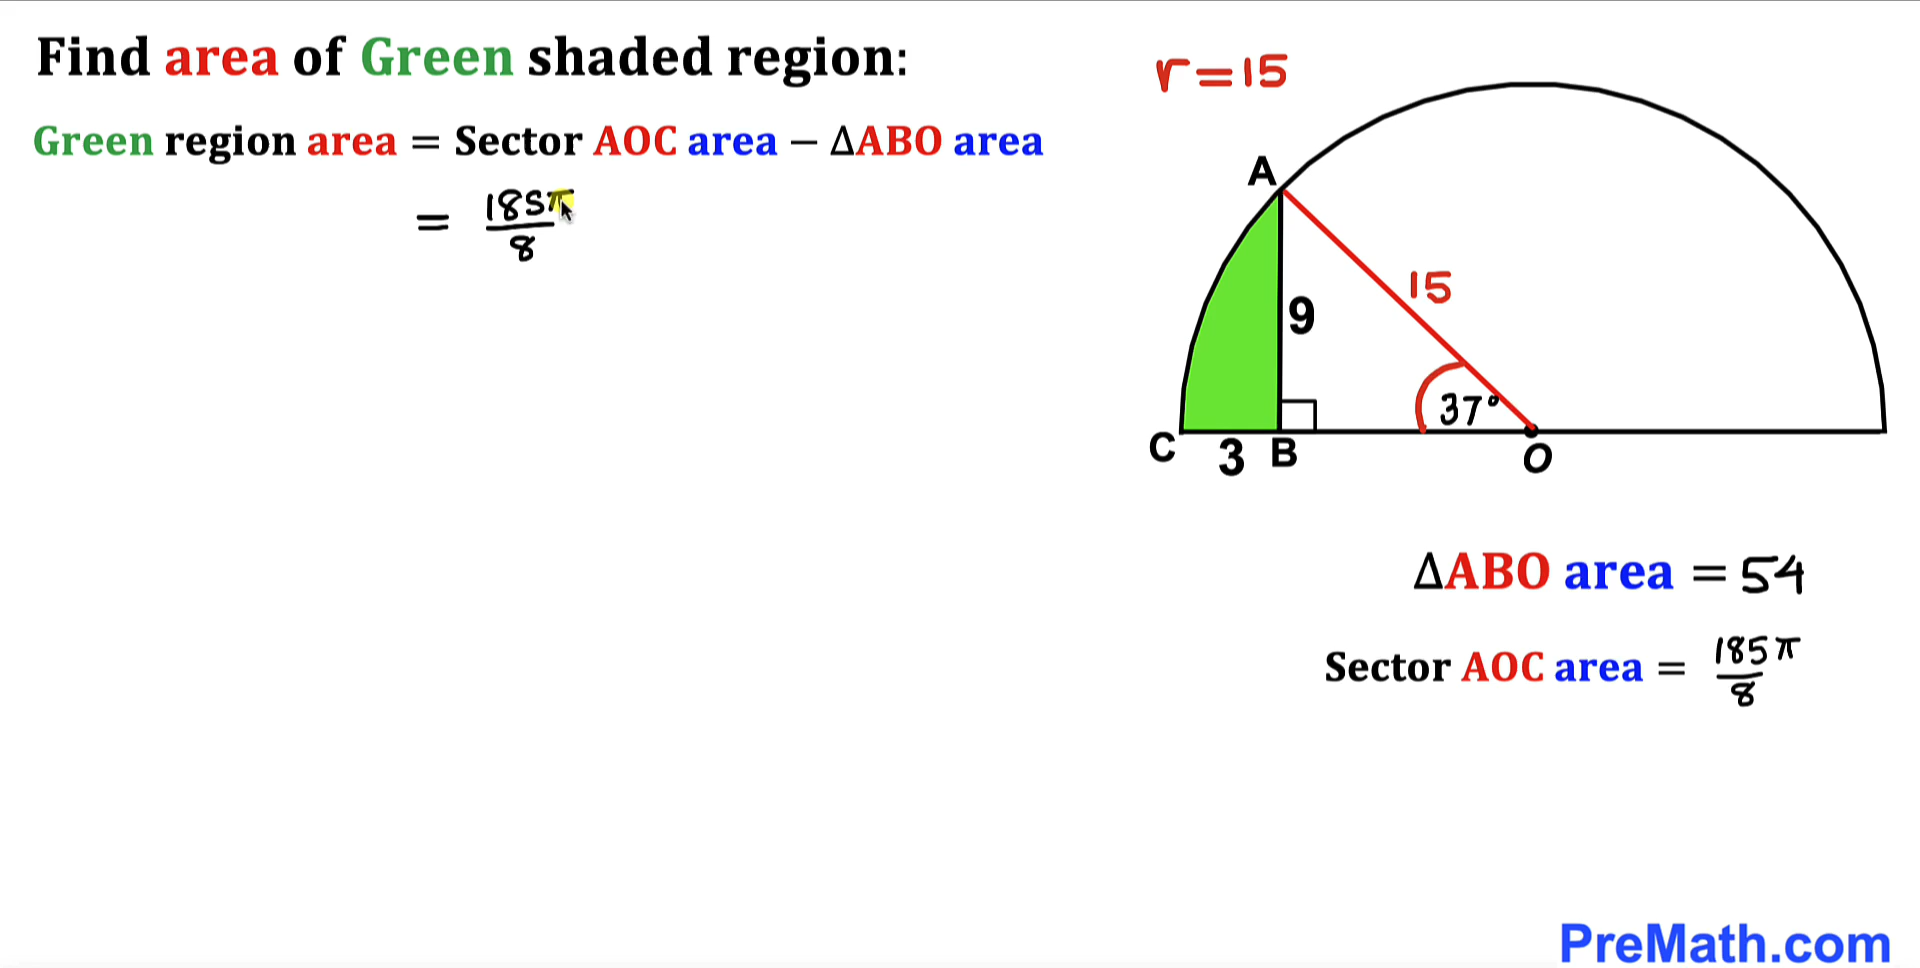 Find area of Green shaded region:
Green region area = Sector AOC area − ΔABO area
= 185π
8
r=15
A
15
9
37°
C 3 B O
ΔABO area = 54
Sector AOC area = 185π
8
PreMath.com